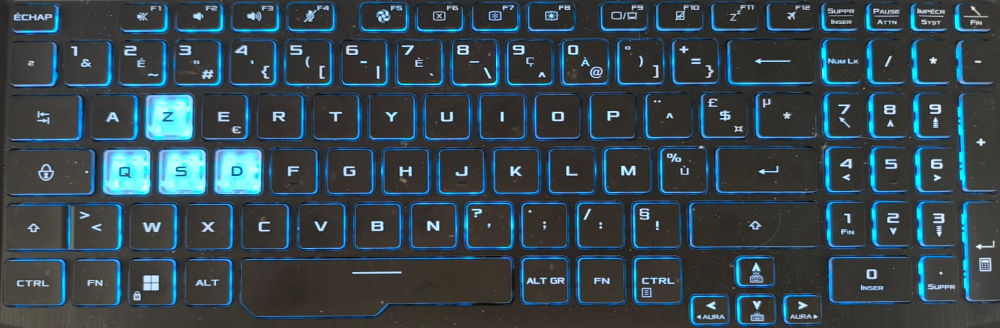 ÉCHAP F1 F2 F3 F4 F5 F6 F7 F8 F9 F10 F11 F12 SUPPR INSER PAUSE ATTN IMPÉCR SYST FIN
² 1 & 2 É ~ 3 " # 4 ' { 5 ( [ 6 - | 7 È ` 8 _ \ 9 Ç ^ 0 À @ ° ) ] + = } NUM LK / * -
A Z E € R T Y U I O P ¨ ^ £ $ ¤ µ * 7 8 9 +
Q S D F G H J K L M % Ù 4 5 6
> < W X C V B N ? , . ; / : § ! 1 FIN 2 3
CTRL FN ALT ALT GR FN CTRL 0 INSER . SUPPR
AURA AURA